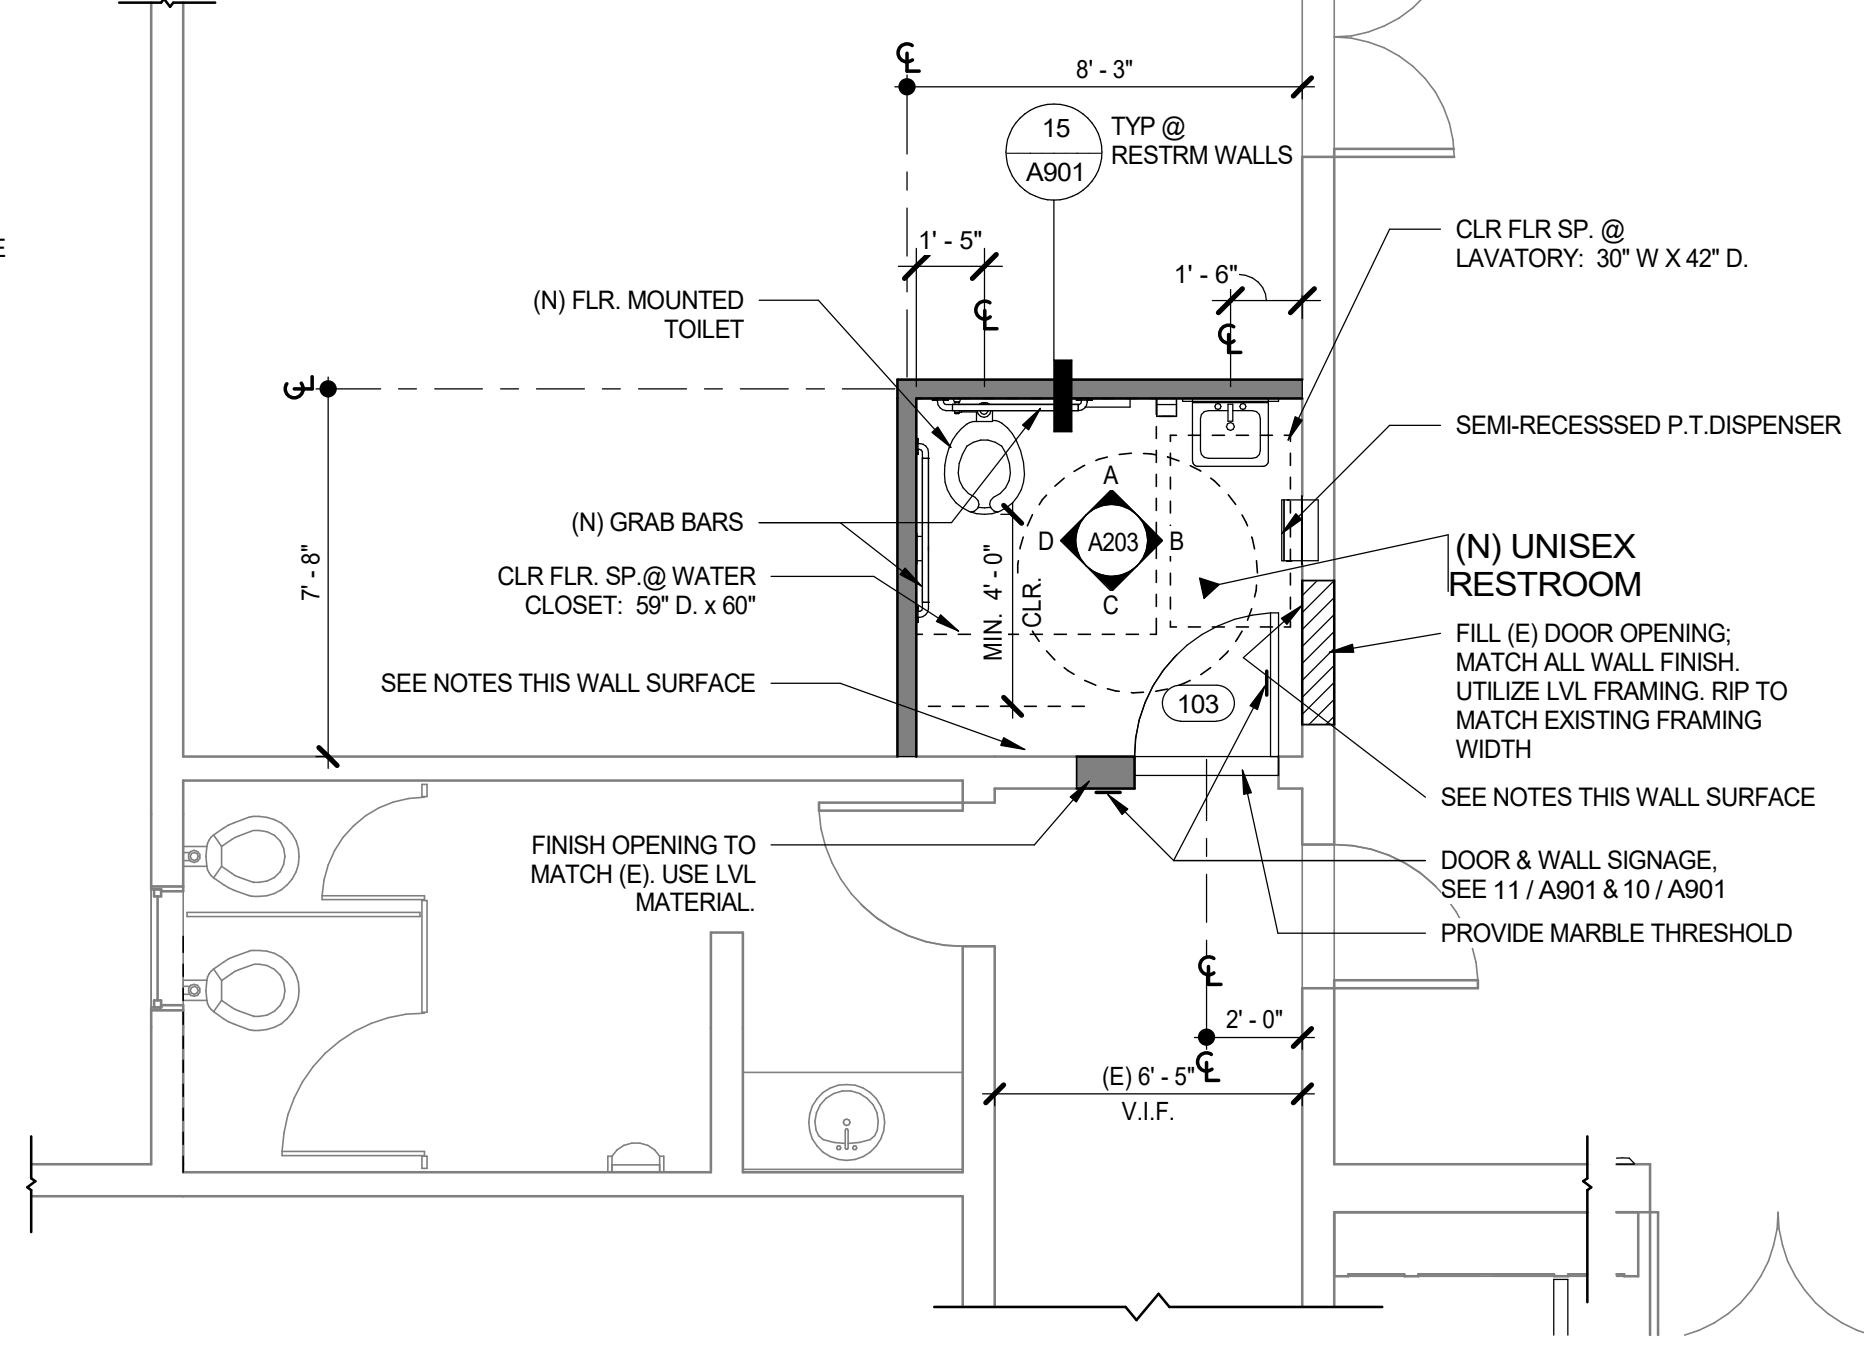 8' - 3"
15
A901
TYP @
RESTRM WALLS
E
1' - 5"
1' - 6"
CLR FLR SP. @
LAVATORY: 30" W X 42" D.
(N) FLR. MOUNTED
TOILET
SEMI-RECESSSED P.T.DISPENSER
A
(N) GRAB BARS
D
A203
B
C
(N) UNISEX
RESTROOM
7' - 8"
CLR FLR. SP.@ WATER
CLOSET: 59" D. x 60"
MIN. 4' - 0"
CLR.
FILL (E) DOOR OPENING;
MATCH ALL WALL FINISH.
UTILIZE LVL FRAMING. RIP TO
MATCH EXISTING FRAMING
WIDTH
SEE NOTES THIS WALL SURFACE
103
SEE NOTES THIS WALL SURFACE
FINISH OPENING TO
MATCH (E). USE LVL
MATERIAL.
DOOR & WALL SIGNAGE,
SEE 11 / A901 & 10 / A901
PROVIDE MARBLE THRESHOLD
2' - 0"
(E) 6' - 5"
V.I.F.